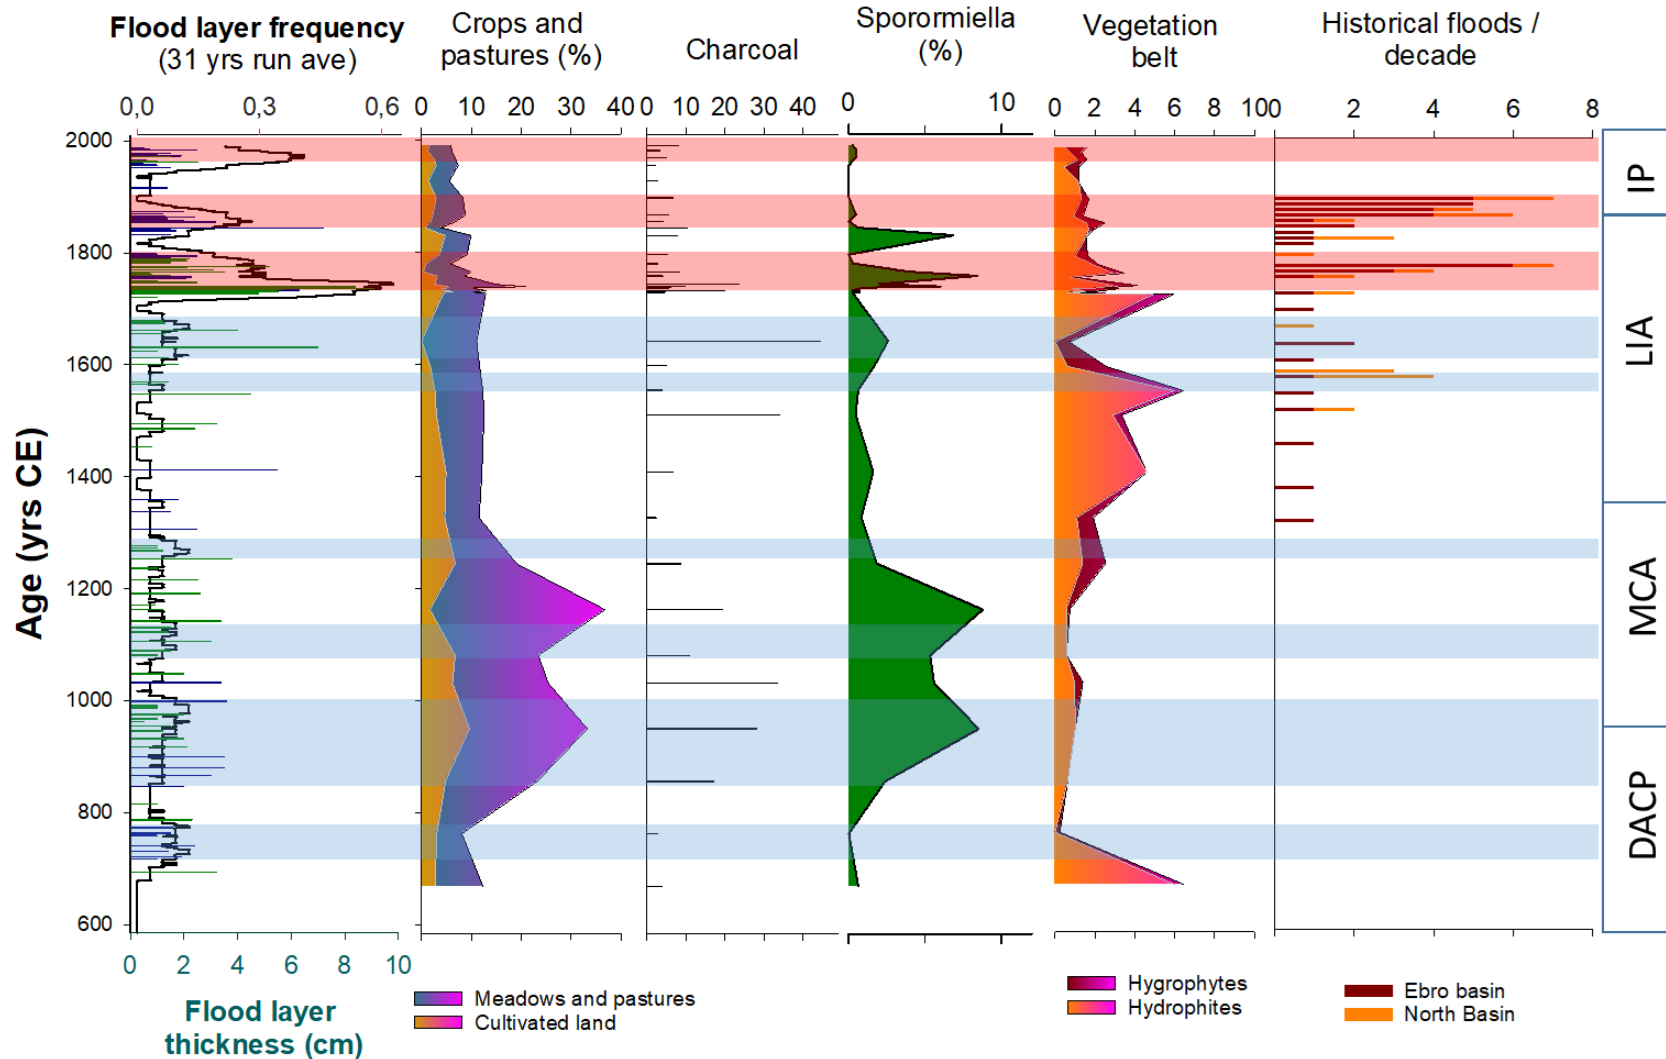 Flood layer frequency
(31 yrs run ave)
Crops and
pastures (%)
Charcoal
Sporormiella
(%)
Vegetation
belt
Historical floods /
decade
0,0 0,3 0,6
0 10 20 30 40
0 10 20 30 40
0 10
0 2 4 6 8 10
0 2 4 6 8
Age (yrs CE)
2000
1800
1600
1400
1200
1000
800
600
IP
LIA
MCA
DACP
0 2 4 6 8 10
Flood layer
thickness (cm)
Meadows and pastures
Cultivated land
Hygrophytes
Hydrophites
Ebro basin
North Basin